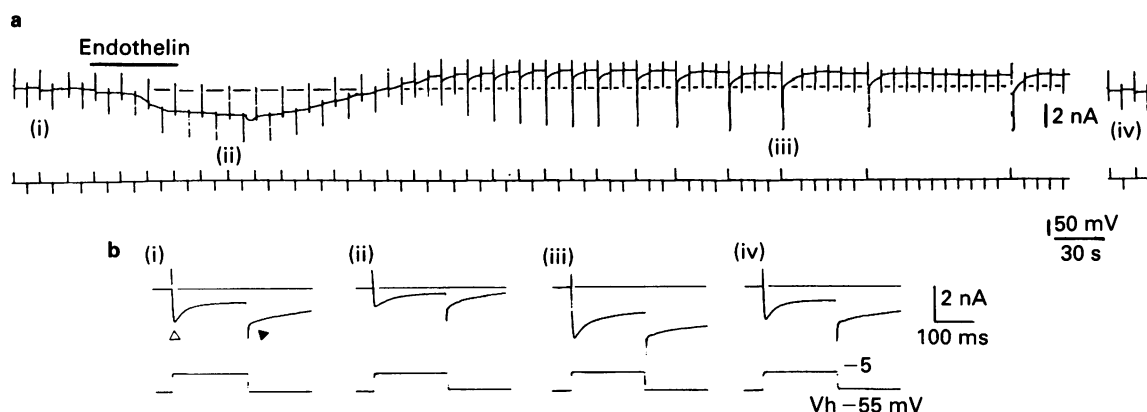 a
Endothelin
(i)
(ii)
(iii)
2 nA
(iv)
50 mV
30 s
b
(i)
(ii)
(iii)
(iv)
2 nA
100 ms
−5
Vh −55 mV